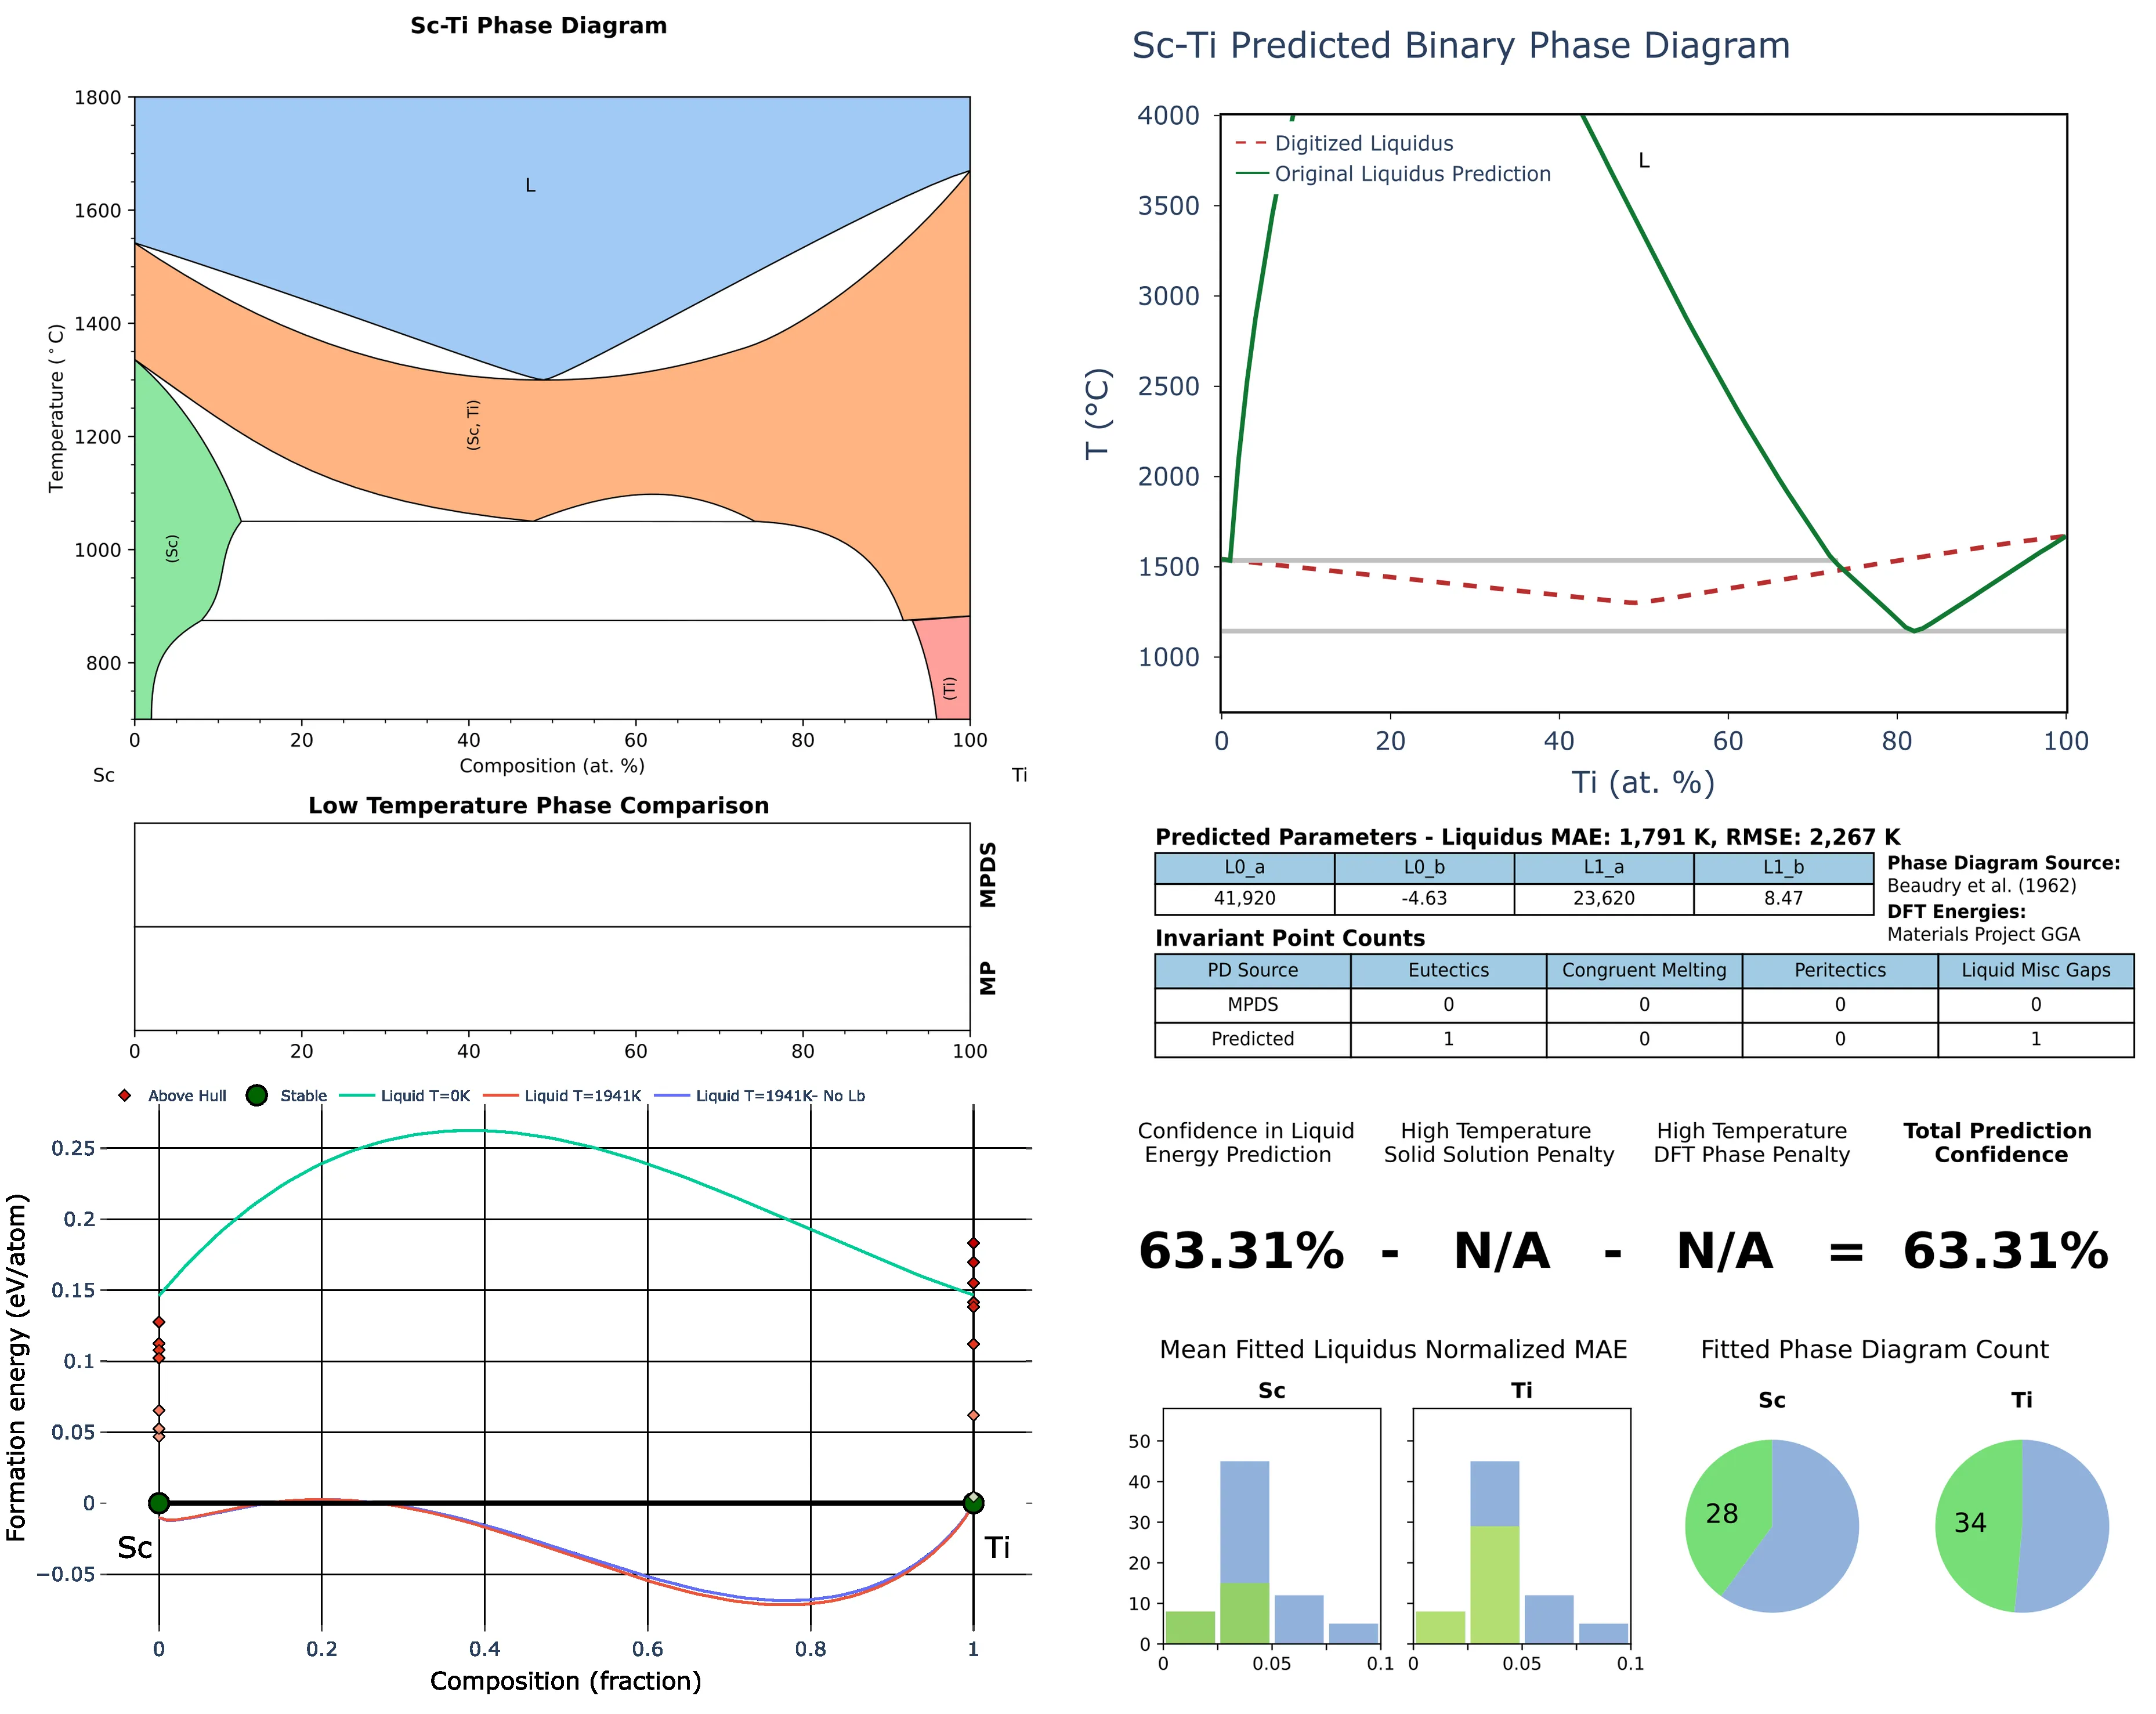 Sc-Ti Phase Diagram
1800
1600
1400
1200
1000
800
Temperature (°C)
L
(Sc, Ti)
(Sc)
(Ti)
0 20 40 60 80 100
Composition (at. %)
Sc Ti
Low Temperature Phase Comparison
MPDS
MP
0 20 40 60 80 100
Above Hull Stable Liquid T=0K Liquid T=1941K Liquid T=1941K- No Lb
0.25
0.2
0.15
0.1
0.05
0
−0.05
Formation energy (eV/atom)
Sc Ti
0 0.2 0.4 0.6 0.8 1
Composition (fraction)
Sc-Ti Predicted Binary Phase Diagram
4000
3500
3000
2500
2000
1500
1000
T (°C)
Digitized Liquidus
Original Liquidus Prediction
L
0 20 40 60 80 100
Ti (at. %)
Predicted Parameters - Liquidus MAE: 1,791 K, RMSE: 2,267 K
L0_a L0_b L1_a L1_b
41,920 -4.63 23,620 8.47
Phase Diagram Source:
Beaudry et al. (1962)
DFT Energies:
Materials Project GGA
Invariant Point Counts
PD Source Eutectics Congruent Melting Peritectics Liquid Misc Gaps
MPDS 0 0 0 0
Predicted 1 0 0 1
Confidence in Liquid Energy Prediction
High Temperature Solid Solution Penalty
High Temperature DFT Phase Penalty
Total Prediction Confidence
63.31% - N/A - N/A = 63.31%
Mean Fitted Liquidus Normalized MAE
Sc Ti
50
40
30
20
10
0
0 0.05 0.1 0 0.05 0.1
Fitted Phase Diagram Count
Sc Ti
28 34